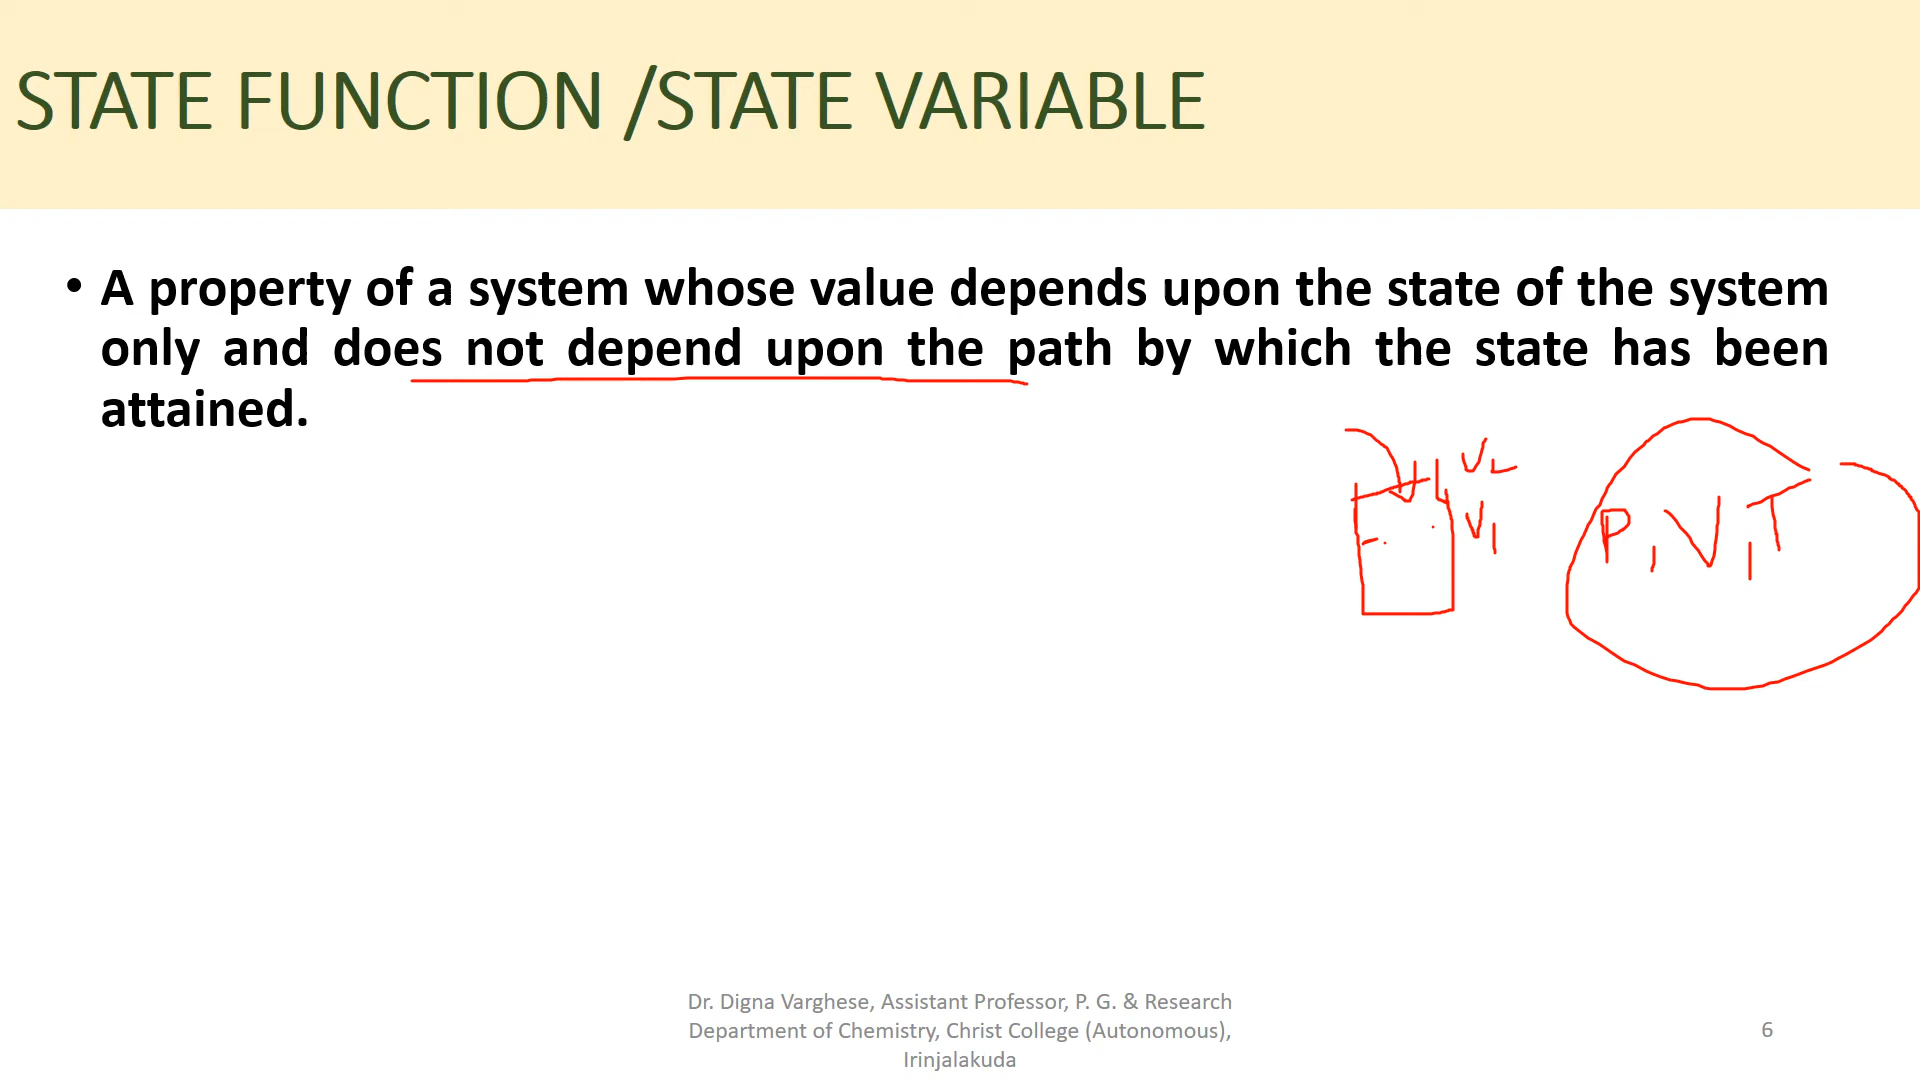 STATE FUNCTION /STATE VARIABLE
• A property of a system whose value depends upon the state of the system
only and does not depend upon the path by which the state has been
attained.
V₂
V₁
P, V, T
Dr. Digna Varghese, Assistant Professor, P. G. & Research
Department of Chemistry, Christ College (Autonomous),
Irinjalakuda
6